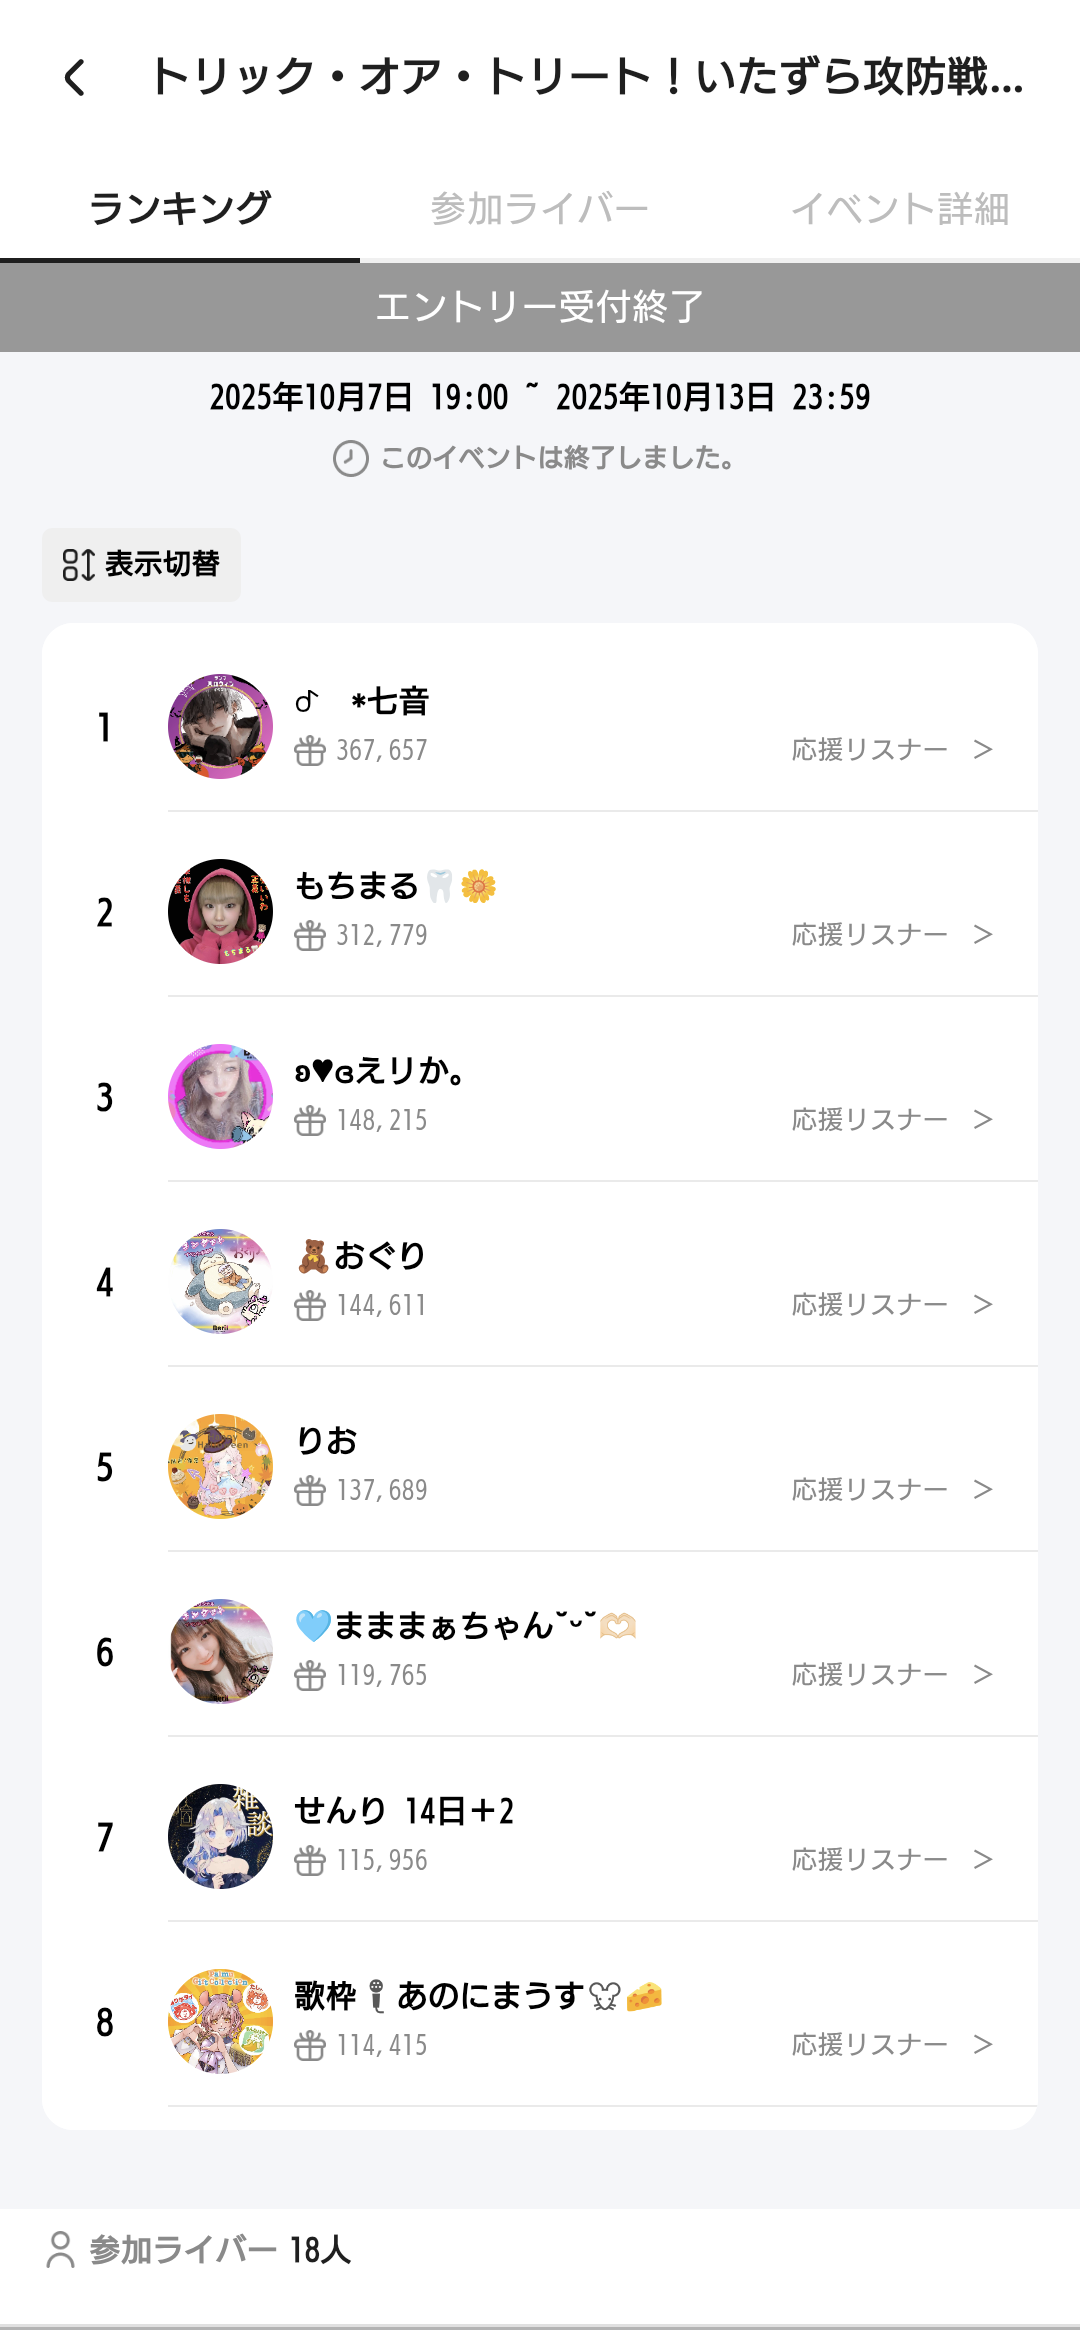 トリック・オア・トリート！いたずら攻防戦...
ランキング 参加ライバー イベント詳細
エントリー受付終了
2025年10月7日 19:00 ~ 2025年10月13日 23:59
このイベントは終了しました。
表示切替
1
𝅘𝅥𝅮 *七音
367,657 応援リスナー >
2
もちまる🦷🌼
312,779 応援リスナー >
3
ʚ♥ɞえリか。
148,215 応援リスナー >
4
🧸おぐり
144,611 応援リスナー >
5
りお
137,689 応援リスナー >
6
🩵まままぁちゃん˘ᵕ˘🫶🏻
119,765 応援リスナー >
7
せんり 14日＋2
115,956 応援リスナー >
雑談
8
歌枠🎙あのにまうす🐭🧀
114,415 応援リスナー >
参加ライバー 18人